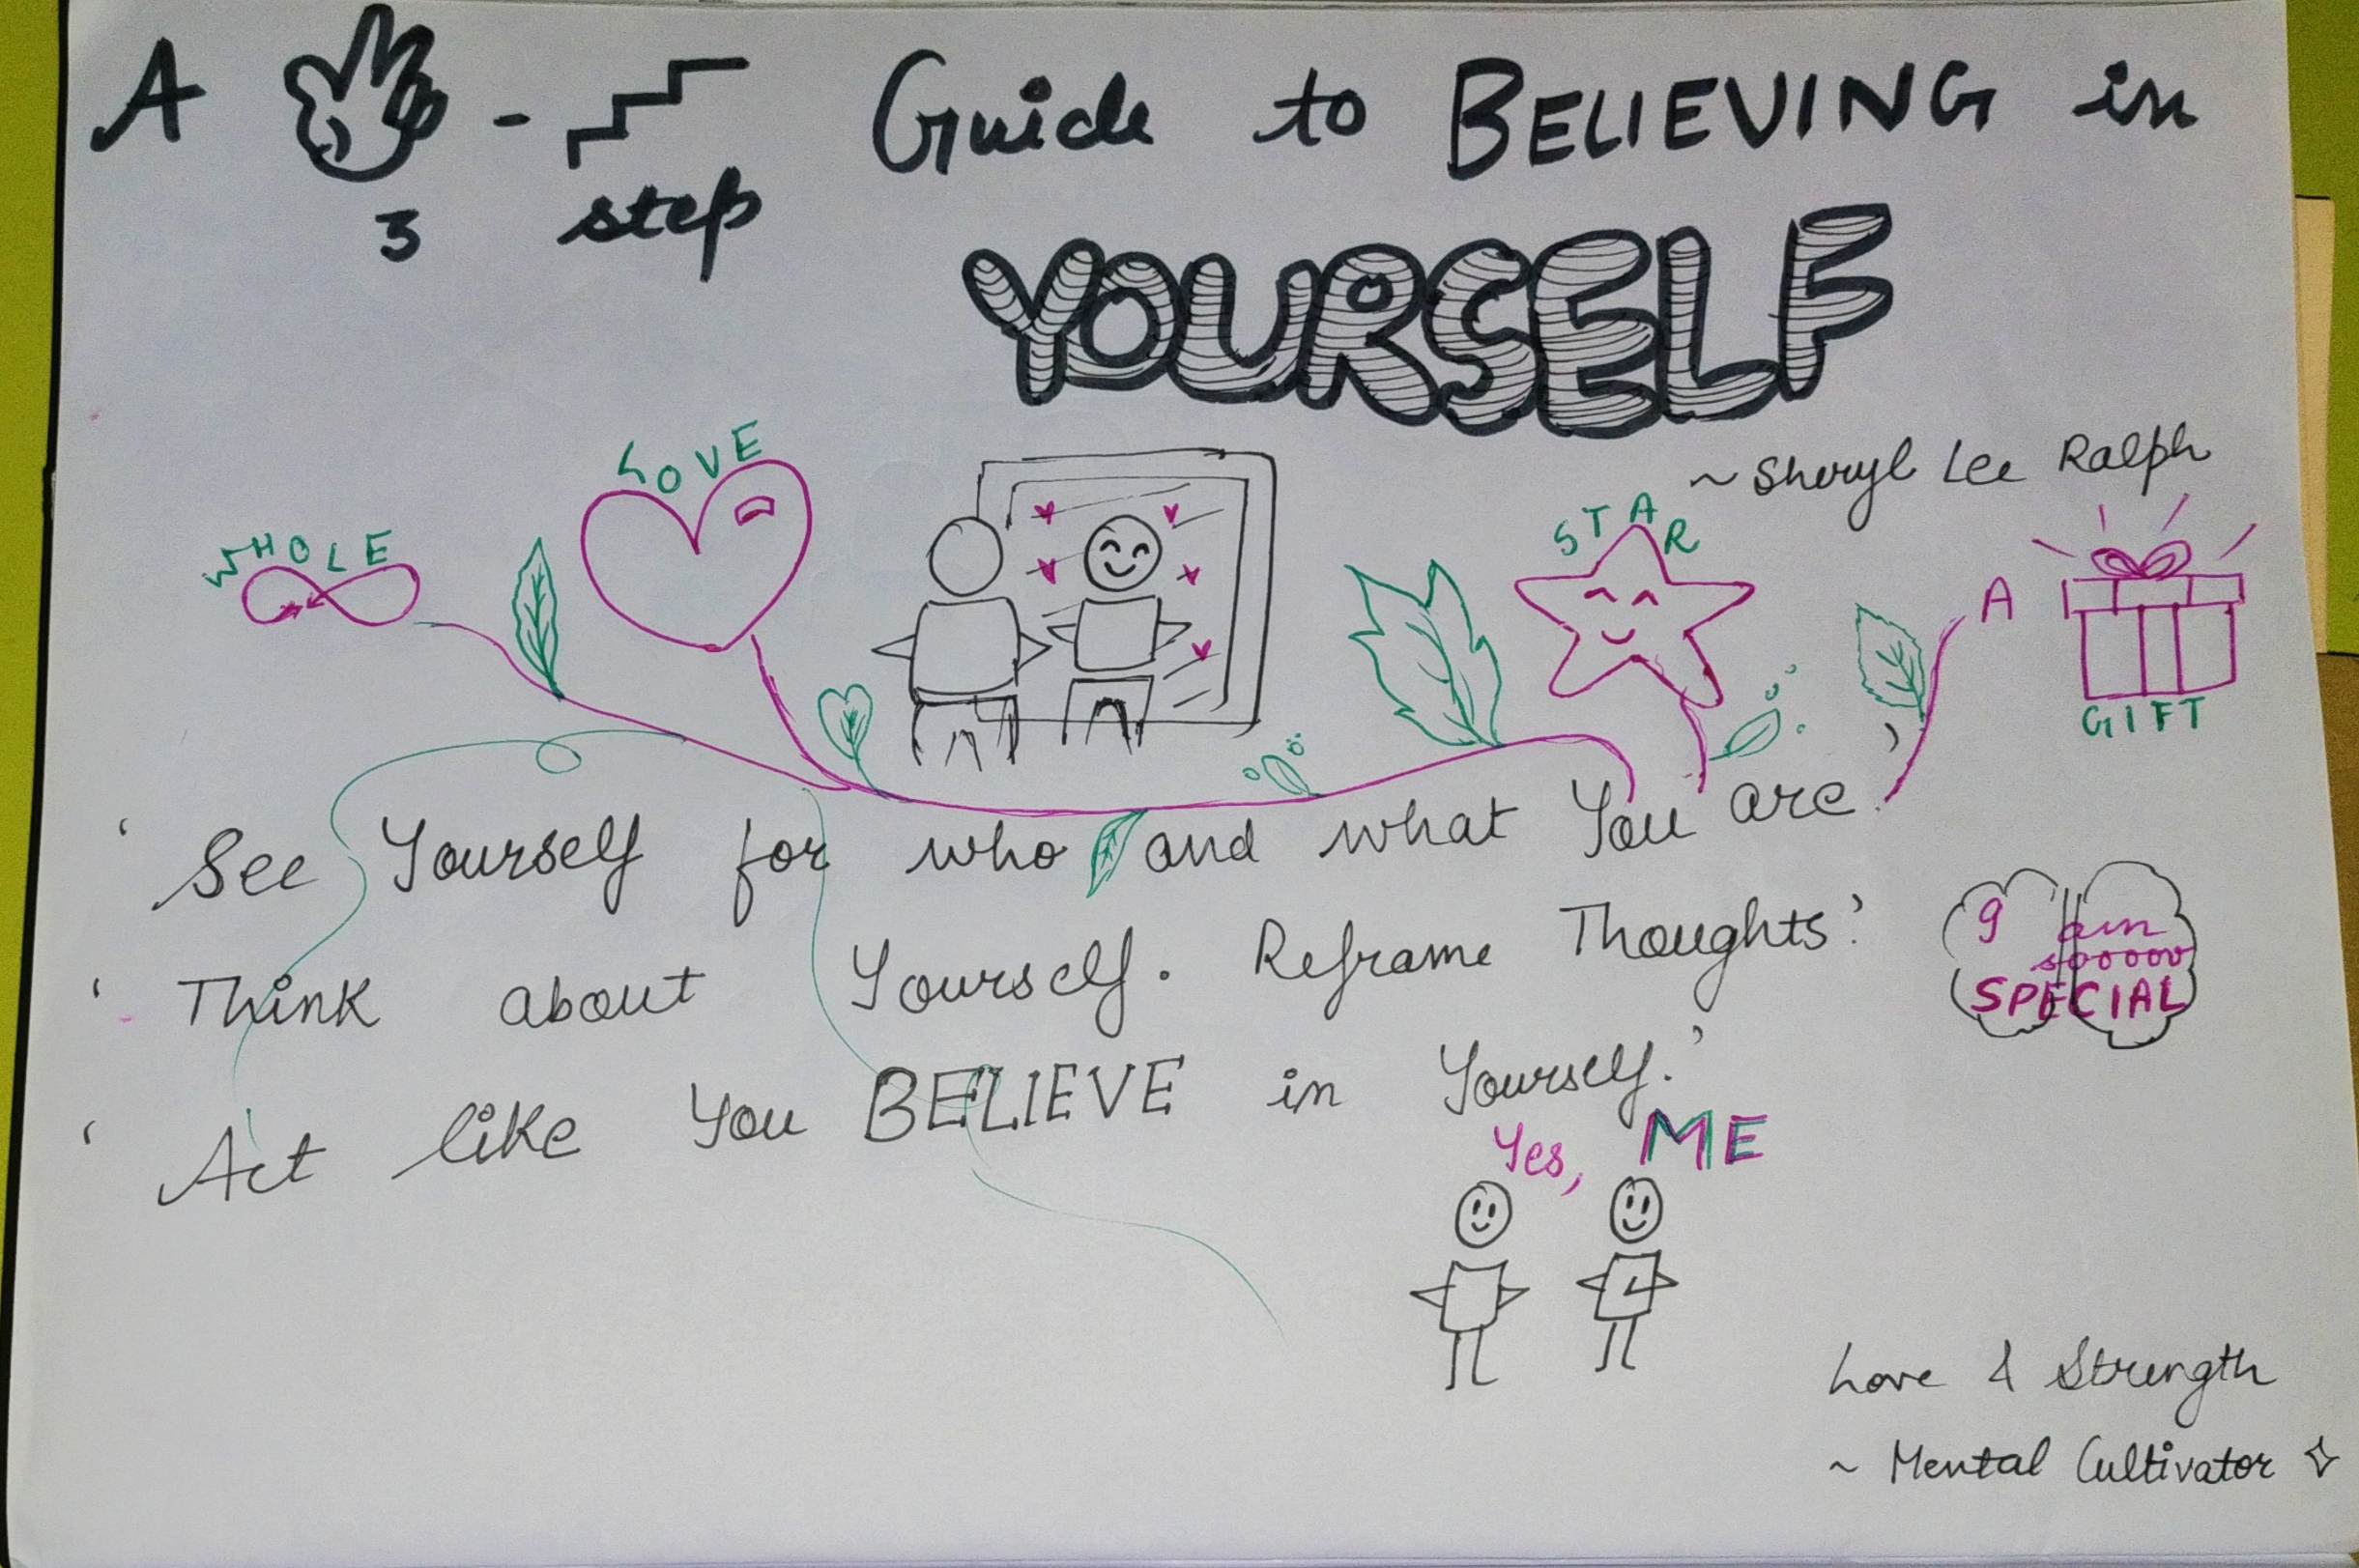 A - Guide to BELIEVING in
3 step
YOURSELF
~ Sheryl Lee Ralph
WHOLE
LOVE
STAR
A
GIFT
'See Yourself for who and what You are.'
'Think about Yourself. Reframe Thoughts.'
I am
sooooo
SPECIAL
'Act like You BELIEVE in Yourself.'
Yes, ME
Love & Strength
~ Mental Cultivator